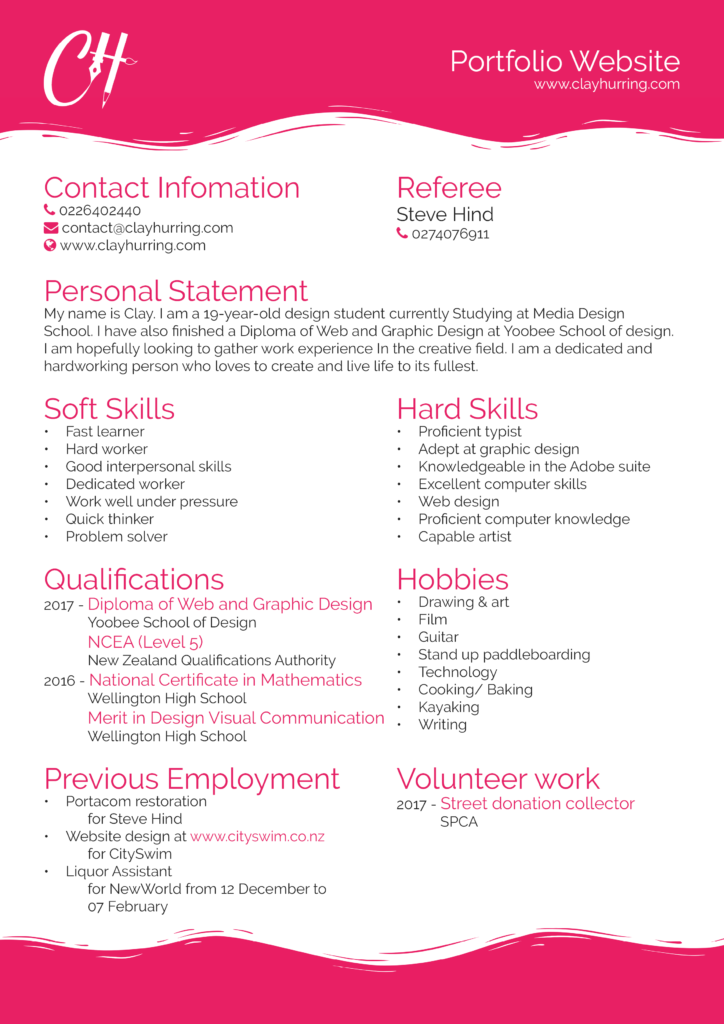 CH
Portfolio Website
www.clayhurring.com
Contact Infomation
0226402440
contact@clayhurring.com
www.clayhurring.com
Referee
Steve Hind
0274076911
Personal Statement
My name is Clay. I am a 19-year-old design student currently Studying at Media Design
School. I have also finished a Diploma of Web and Graphic Design at Yoobee School of design.
I am hopefully looking to gather work experience In the creative field. I am a dedicated and
hardworking person who loves to create and live life to its fullest.
Soft Skills
• Fast learner
• Hard worker
• Good interpersonal skills
• Dedicated worker
• Work well under pressure
• Quick thinker
• Problem solver
Hard Skills
• Proficient typist
• Adept at graphic design
• Knowledgeable in the Adobe suite
• Excellent computer skills
• Web design
• Proficient computer knowledge
• Capable artist
Qualifications
2017 - Diploma of Web and Graphic Design
Yoobee School of Design
NCEA (Level 5)
New Zealand Qualifications Authority
2016 - National Certificate in Mathematics
Wellington High School
Merit in Design Visual Communication
Wellington High School
Hobbies
• Drawing & art
• Film
• Guitar
• Stand up paddleboarding
• Technology
• Cooking/ Baking
• Kayaking
• Writing
Previous Employment
• Portacom restoration
for Steve Hind
• Website design at www.cityswim.co.nz
for CitySwim
• Liquor Assistant
for NewWorld from 12 December to
07 February
Volunteer work
2017 - Street donation collector
SPCA